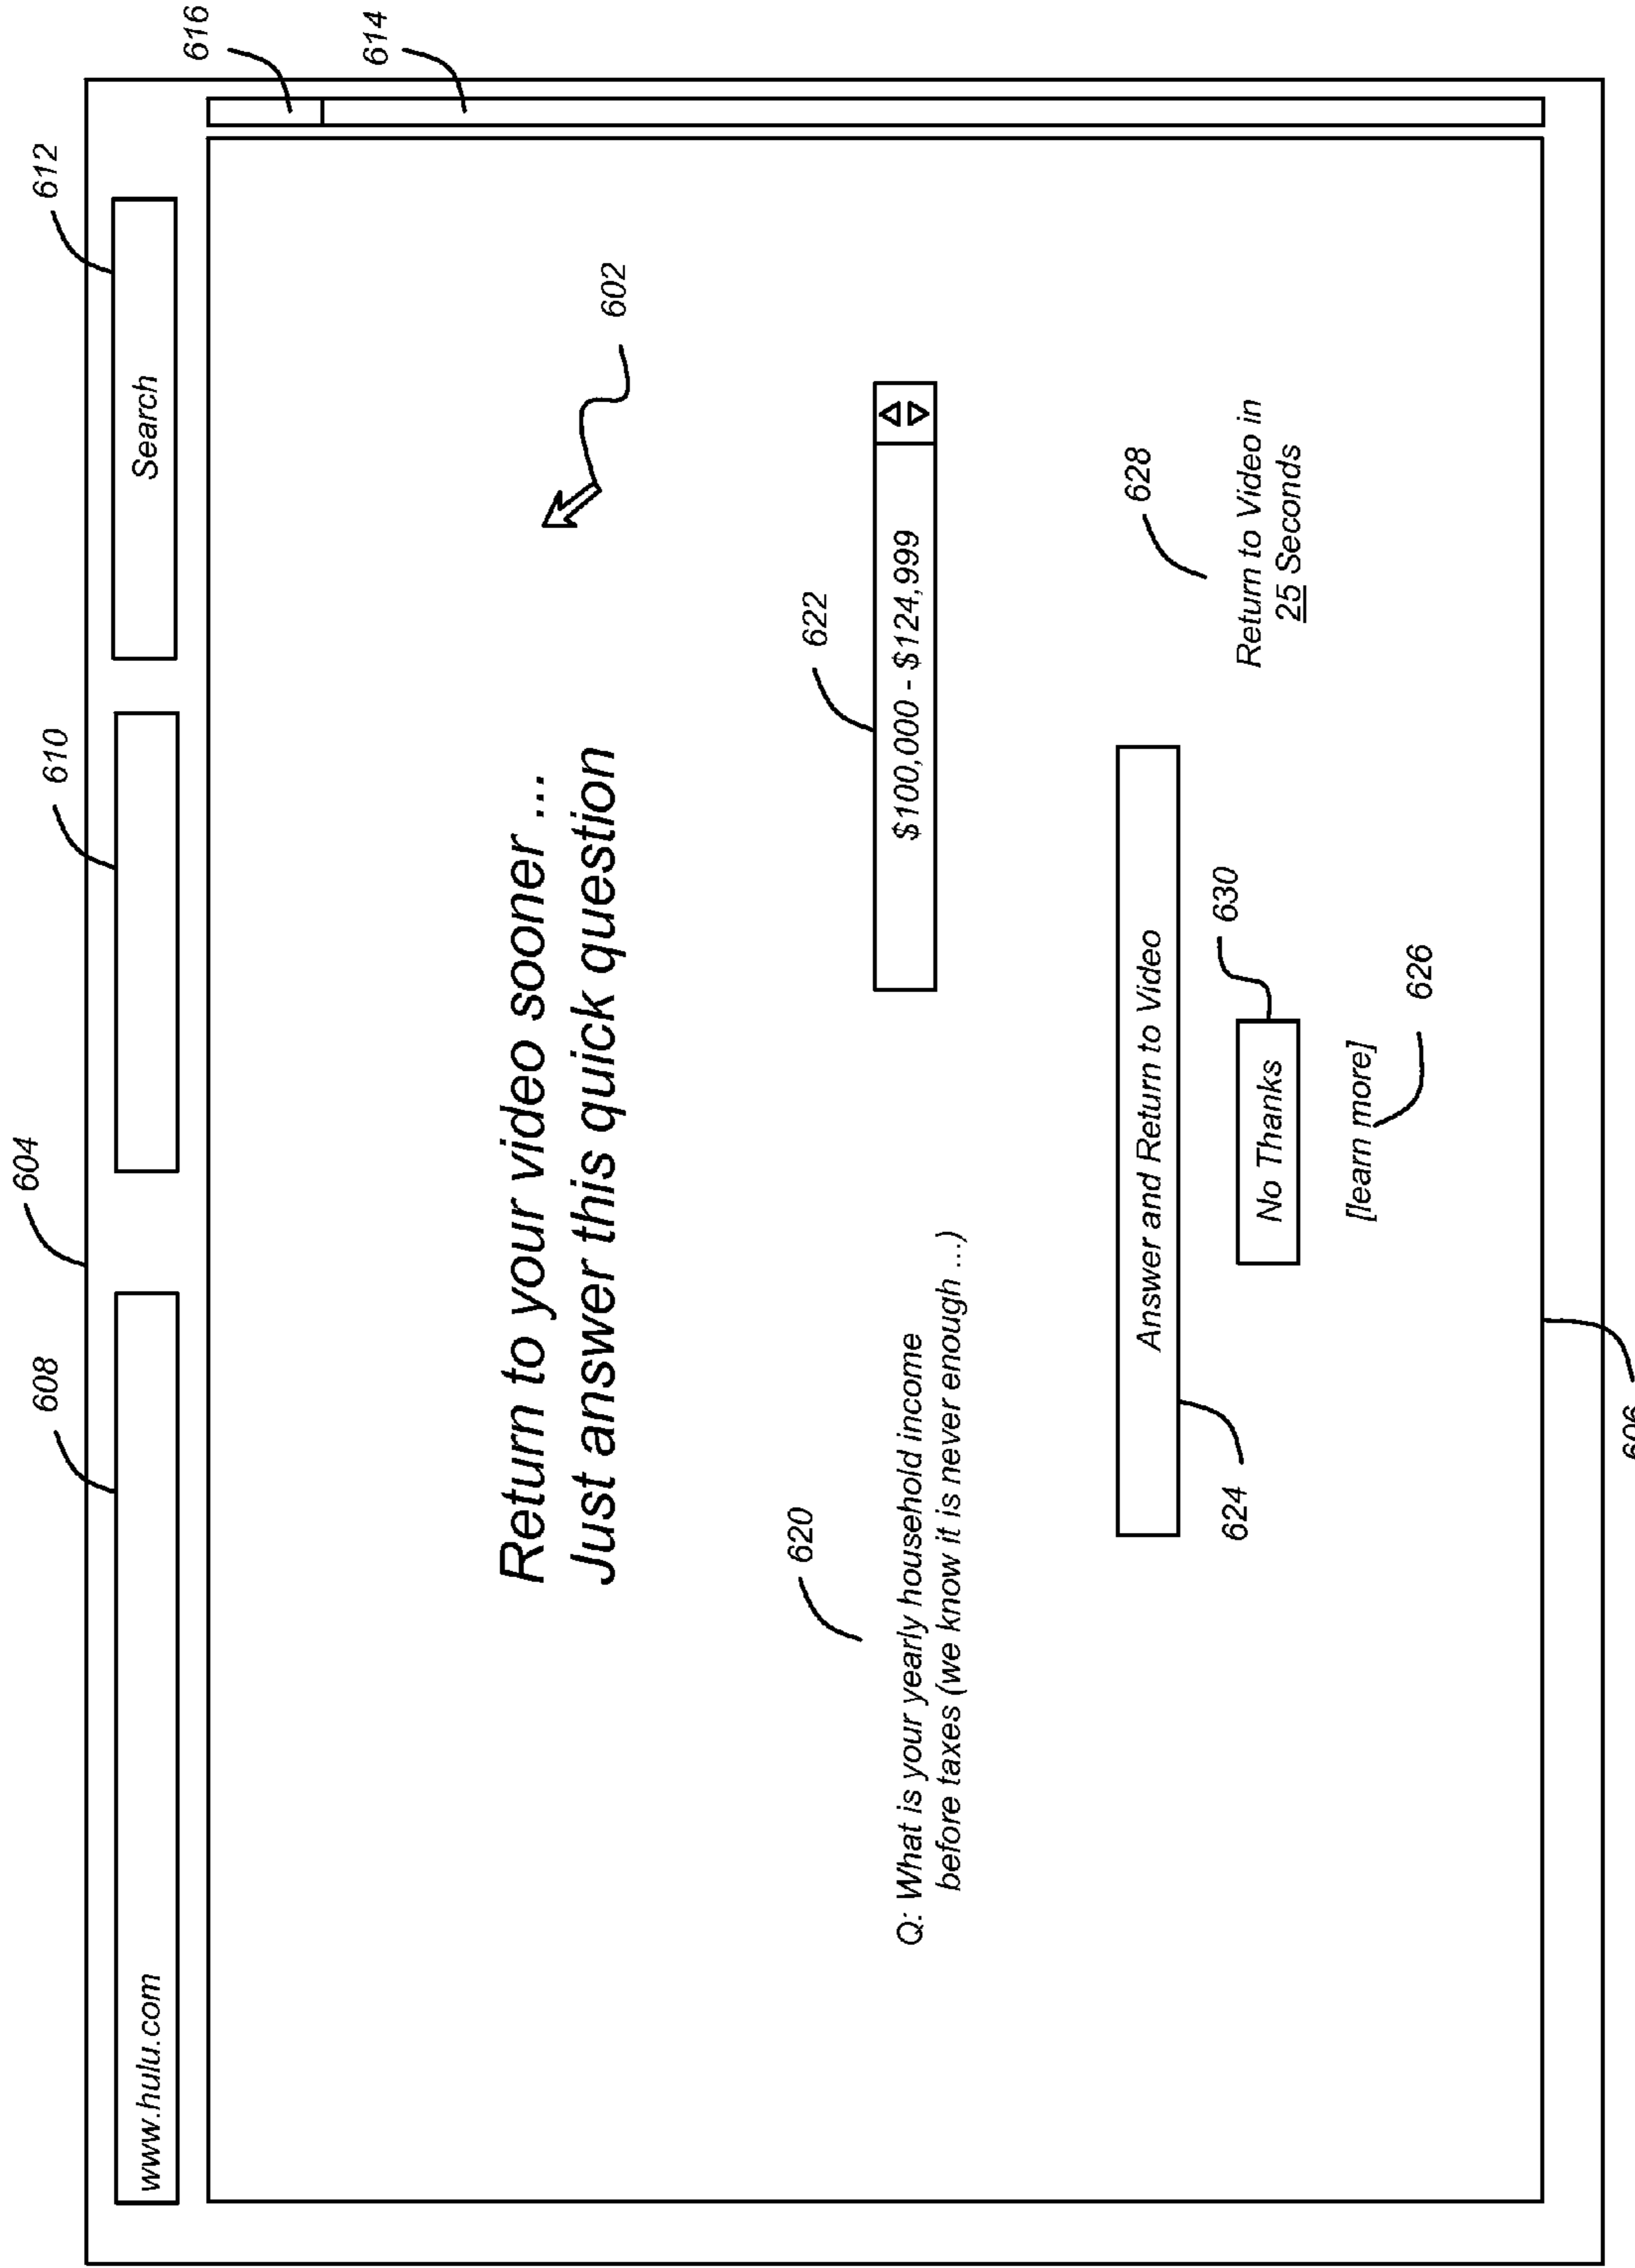 604
608
610
612
616
www.hulu.com
Search
614
Return to your video sooner ...
Just answer this quick question
602
620
622
Q: What is your yearly household income
before taxes (we know it is never enough ...)
$100,000 - $124,999
628
Answer and Return to Video
624
630
Return to Video in
25 Seconds
No Thanks
[learn more]
626
606